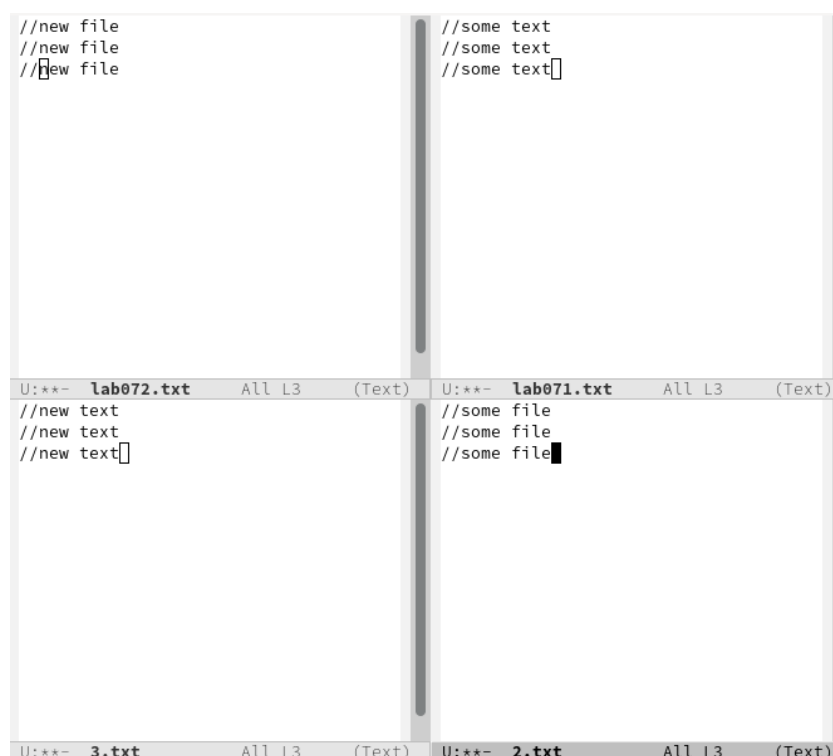 //new file
//new file
//new file
U:**-  lab072.txt     All L3     (Text)
//some text
//some text
//some text
U:**-  lab071.txt     All L3     (Text)
//new text
//new text
//new text
U:**-  3.txt          All L3     (Text)
//some file
//some file
//some file
U:**-  2.txt          All L3     (Text)